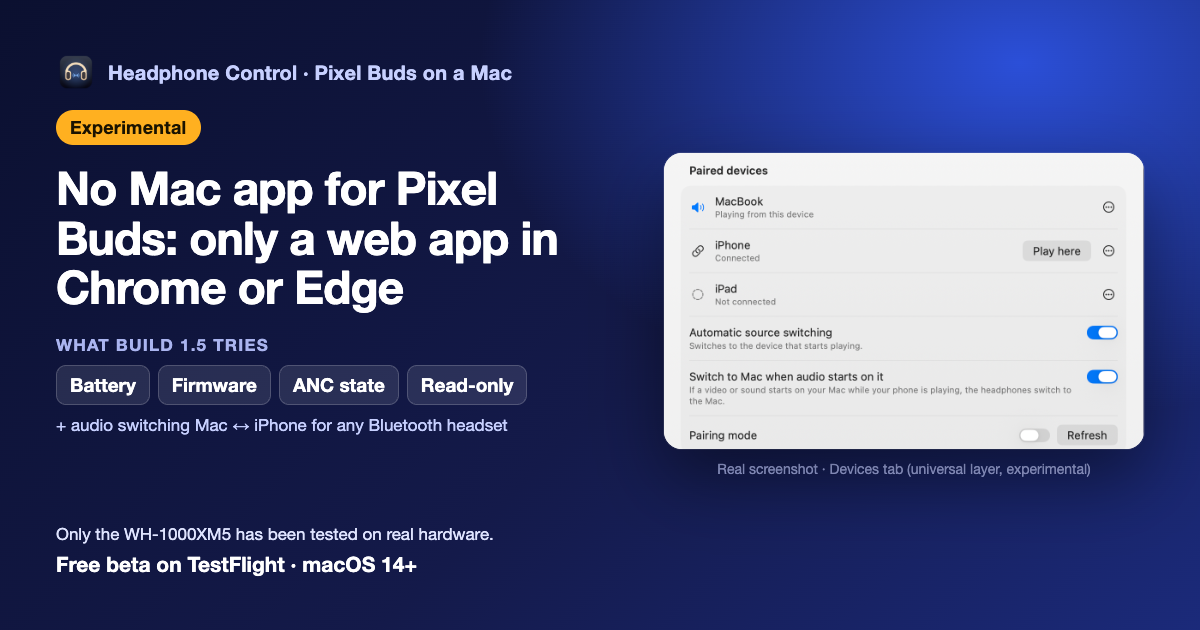 Headphone Control · Pixel Buds on a Mac
Experimental
No Mac app for Pixel
Buds: only a web app in
Chrome or Edge
WHAT BUILD 1.5 TRIES
Battery
Firmware
ANC state
Read-only
+ audio switching Mac ↔ iPhone for any Bluetooth headset
Only the WH-1000XM5 has been tested on real hardware.
Free beta on TestFlight · macOS 14+
Paired devices
MacBook
Playing from this device
iPhone
Connected
Play here
iPad
Not connected
Automatic source switching
Switches to the device that starts playing.
Switch to Mac when audio starts on it
If a video or sound starts on your Mac while your phone is playing, the headphones switch to
the Mac.
Pairing mode
Refresh
Real screenshot · Devices tab (universal layer, experimental)